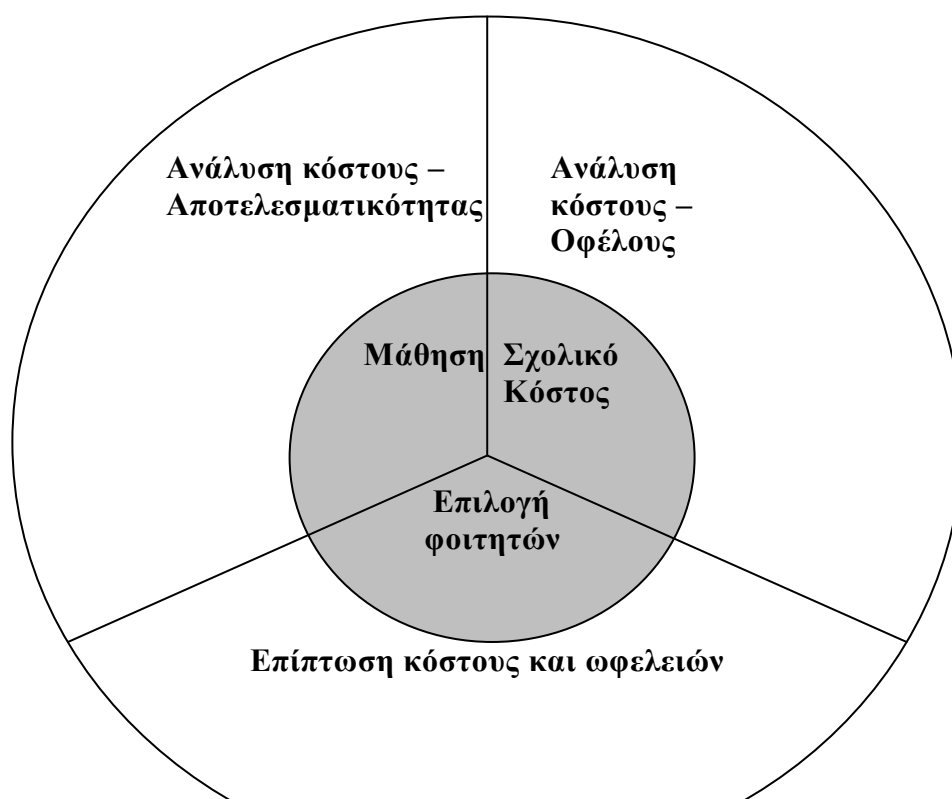 Ανάλυση κόστους –
Αποτελεσματικότητας
Ανάλυση
κόστους –
Οφέλους
Μάθηση
Σχολικό
Κόστος
Επιλογή
φοιτητών
Επίπτωση κόστους και ωφελειών